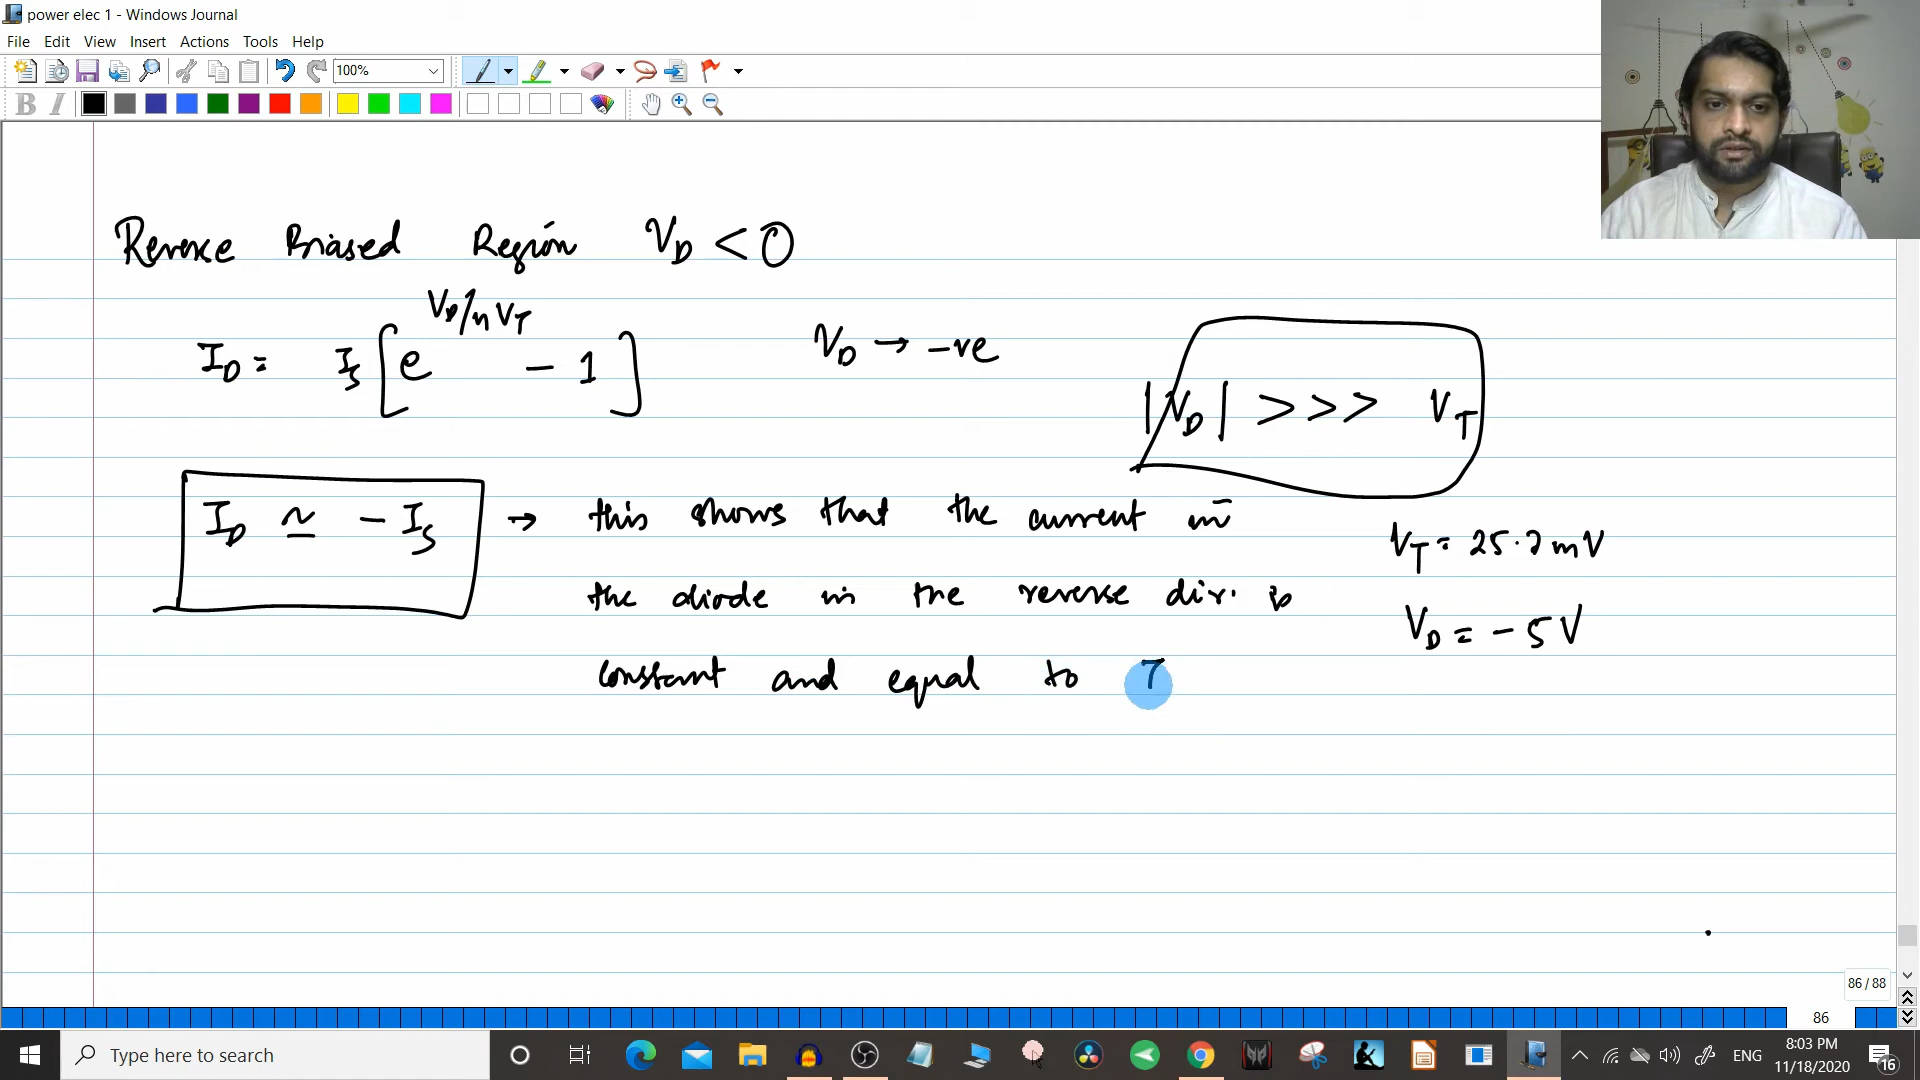 power elec 1 - Windows Journal
File Edit View Insert Actions Tools Help
100%
B I
Reverse Biased Region V_D < 0
I_D = I_S [ e^{V_D/nV_T} - 1 ]
V_D → -ve
|V_D| >>> V_T
I_D ≃ - I_S → this shows that the current in
the diode in the reverse dir. is
constant and equal to
V_T = 25.7 mV
V_D = - 5 V
86 / 88
86
Type here to search
ENG
8:03 PM
11/18/2020
16